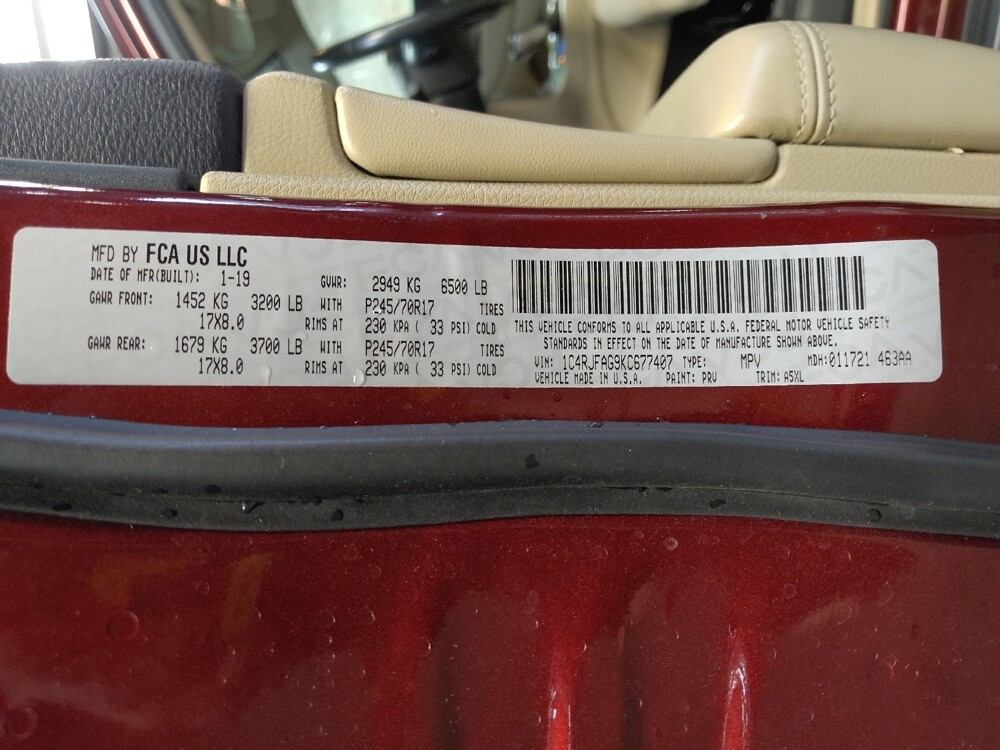 MFD BY FCA US LLC
DATE OF MFR(BUILT): 1-19 GVWR: 2949 KG 6500 LB
GAWR FRONT: 1452 KG 3200 LB WITH P245/70R17 TIRES
17X8.0 RIMS AT 230 KPA ( 33 PSI) COLD
GAWR REAR: 1679 KG 3700 LB WITH P245/70R17 TIRES
17X8.0 RIMS AT 230 KPA ( 33 PSI) COLD
THIS VEHICLE CONFORMS TO ALL APPLICABLE U.S.A. FEDERAL MOTOR VEHICLE SAFETY
STANDARDS IN EFFECT ON THE DATE OF MANUFACTURE SHOWN ABOVE.
VIN: 1C4RJFAG9KC677407 TYPE: MPV MDH: 011721 463AA
VEHICLE MADE IN U.S.A. PAINT: PRV TRIM: A5XL